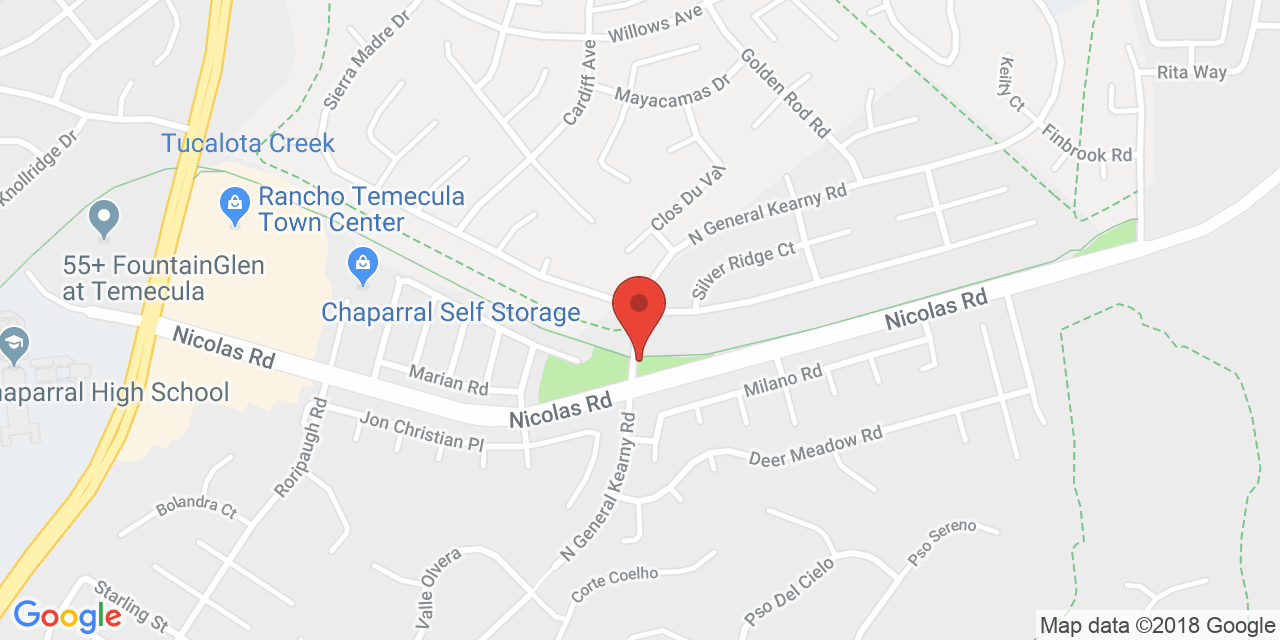 Willows Ave
Sierra Madre Dr
Cardiff Ave
Golden Rod Rd
Mayacamas Dr
Keilty Ct
Rita Way
Finbrook Rd
Knollridge Dr
Tucalota Creek
Rancho Temecula
Town Center
Clos Du Val
N General Kearny Rd
Silver Ridge Ct
55+ FountainGlen
at Temecula
Chaparral Self Storage
Nicolas Rd
Nicolas Rd
Marian Rd
Milano Rd
haparral High School
Nicolas Rd
Jon Christian Pl
Roripaugh Rd
Deer Meadow Rd
N General Kearny Rd
Bolandra Ct
Pso Sereno
Valle Olvera
Corte Coelho
Pso Del Cielo
Starling St
Google
Map data ©2018 Google